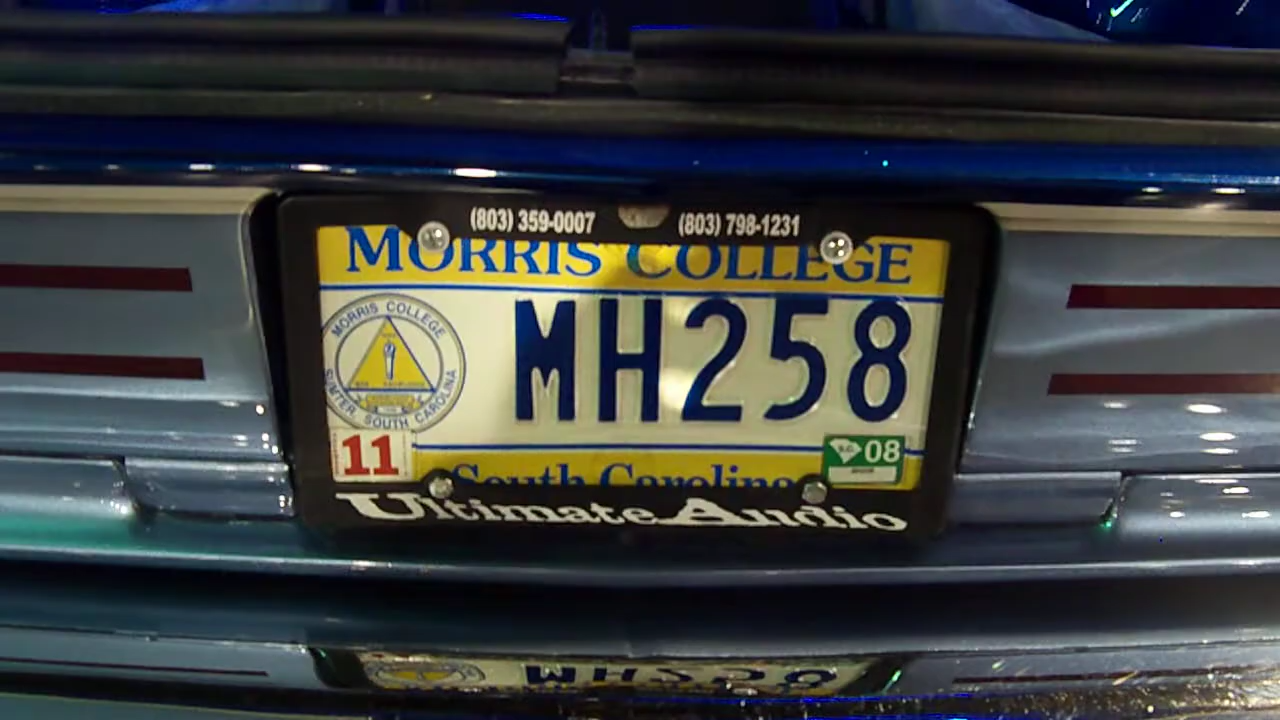 (803) 359-0007 (803) 798-1231
MORRIS COLLEGE
MORRIS COLLEGE
SUMTER, SOUTH CAROLINA
MH258
M
11
08
South Carolina
Ultimate Audio